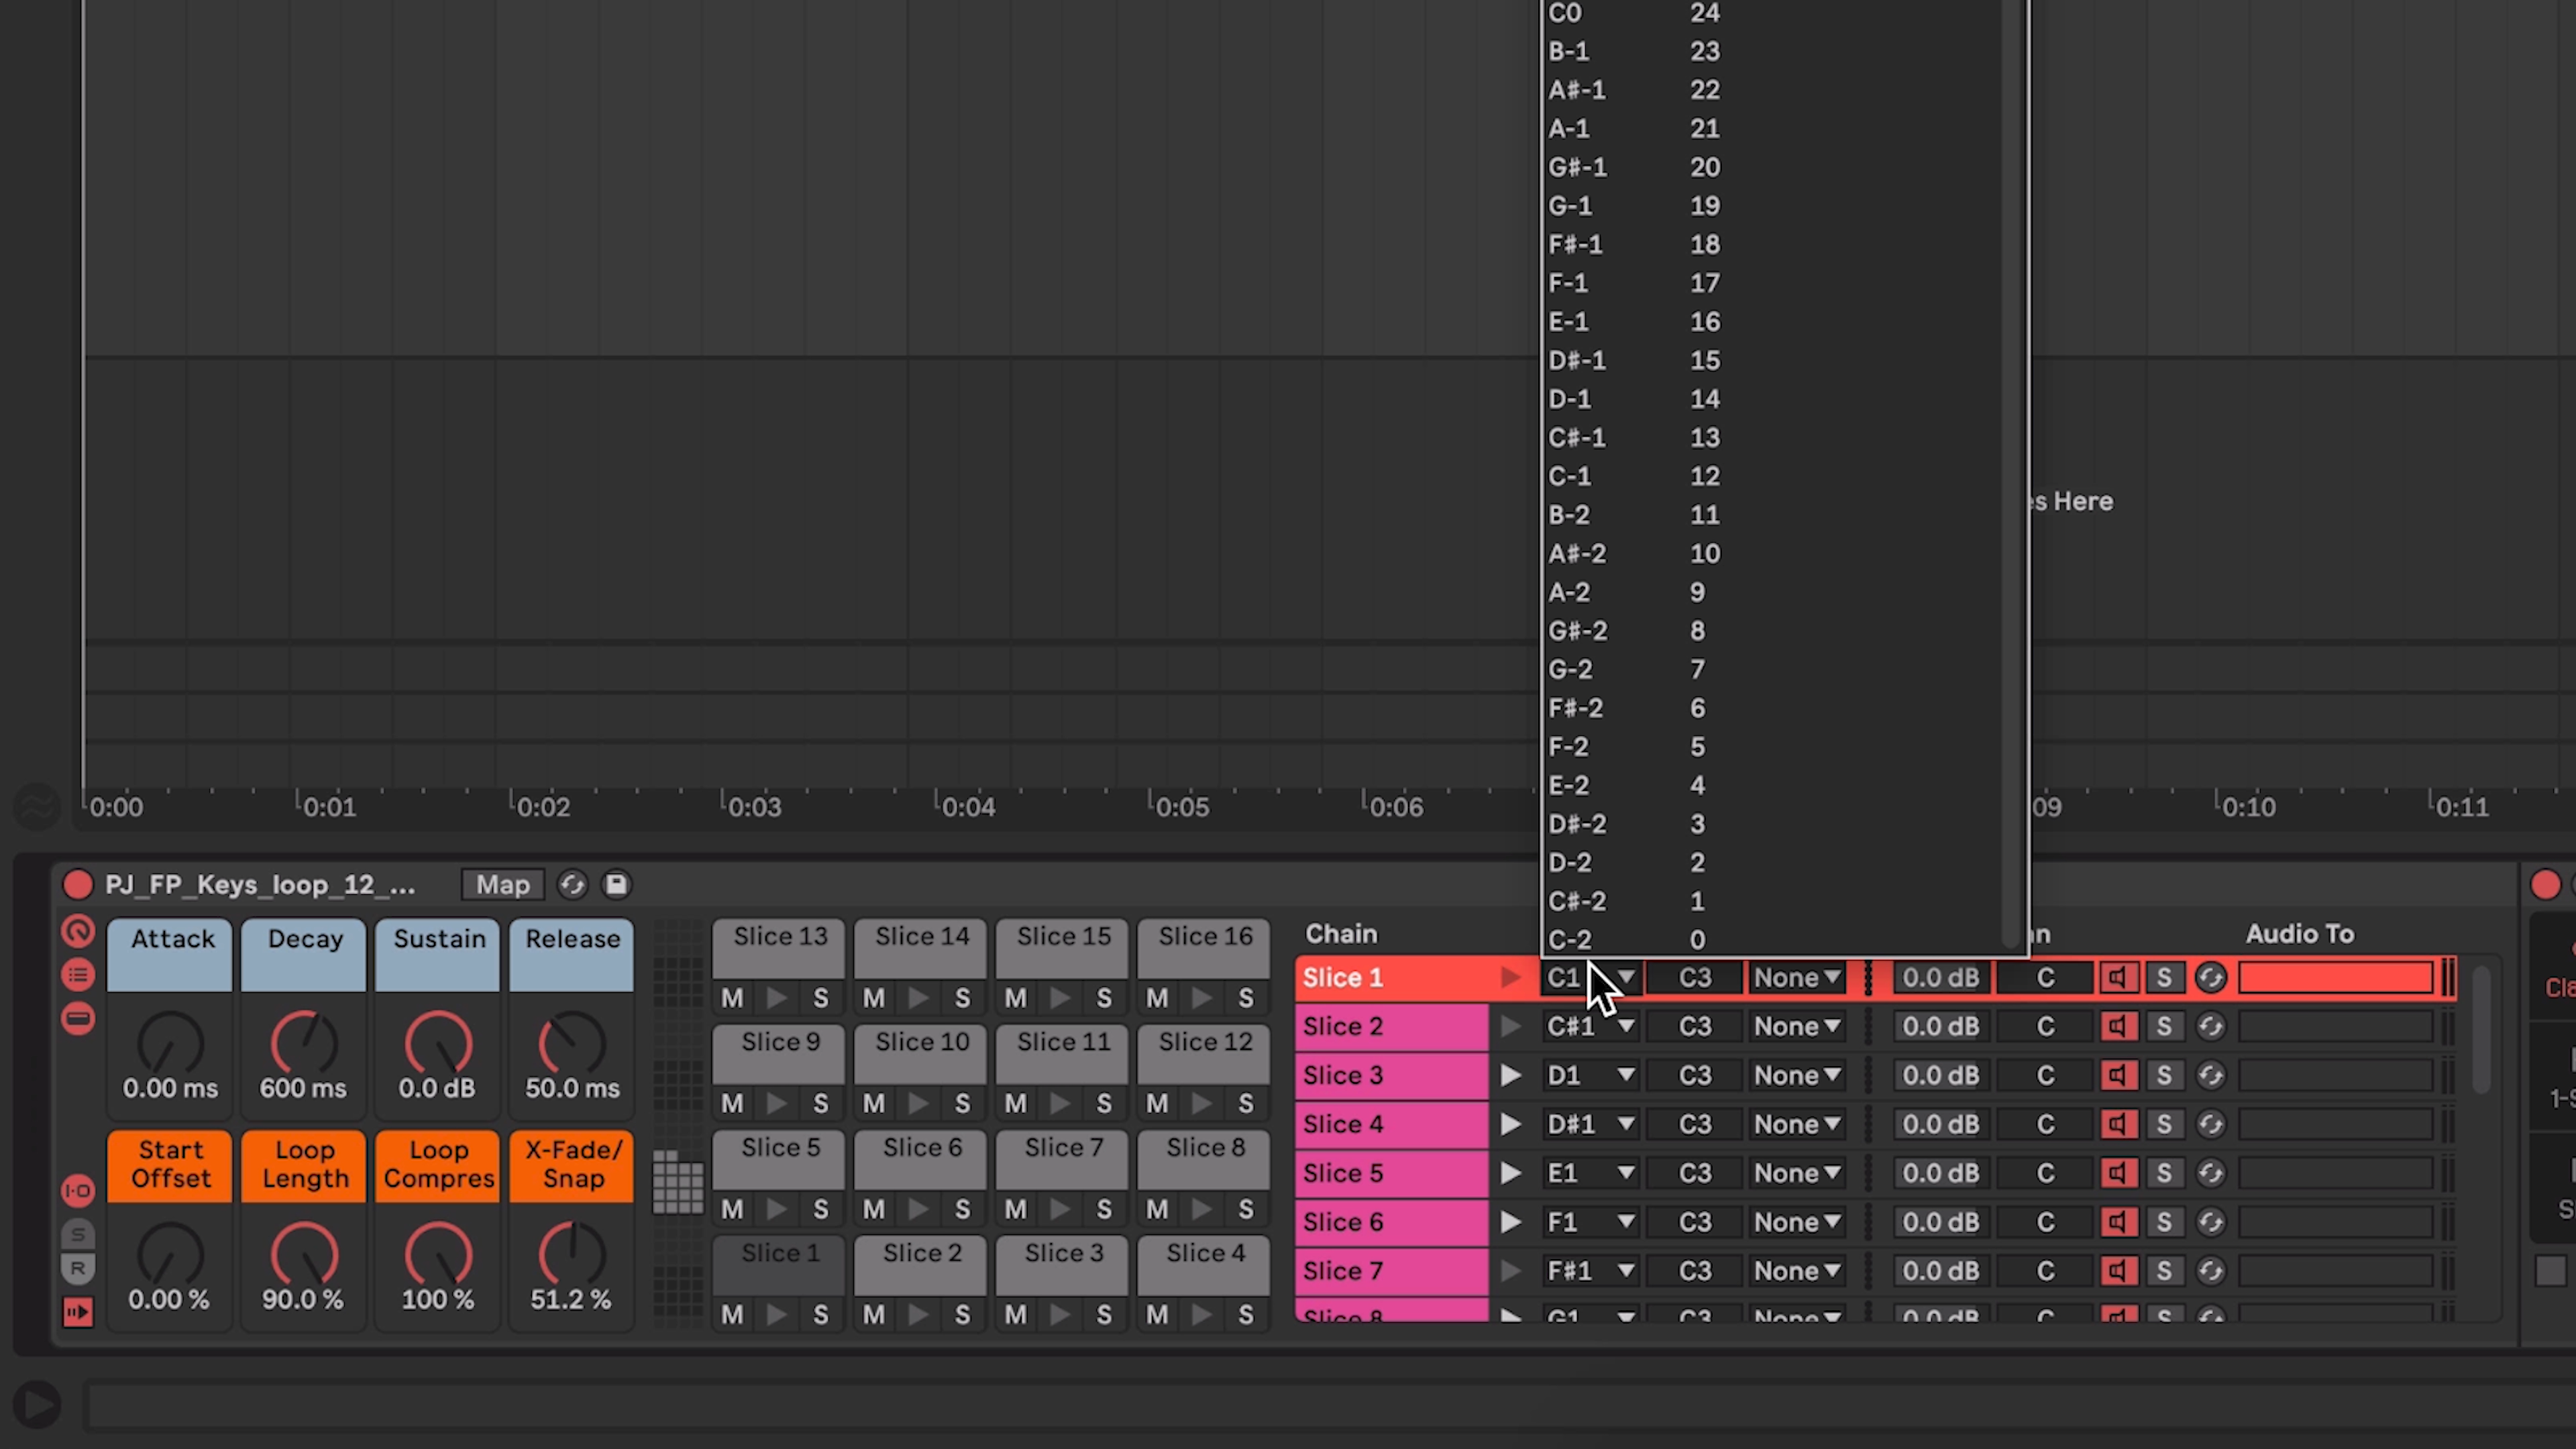 C0 24
B-1 23
A#-1 22
A-1 21
G#-1 20
G-1 19
F#-1 18
F-1 17
E-1 16
D#-1 15
D-1 14
C#-1 13
C-1 12
B-2 11
A#-2 10
A-2 9
G#-2 8
G-2 7
F#-2 6
F-2 5
E-2 4
D#-2 3
D-2 2
C#-2 1
C-2 0
Here
0:00 0:01 0:02 0:03 0:04 0:05 0:06 09 0:10 0:11
PJ_FP_Keys_loop_12_... Map
Attack Decay Sustain Release
0.00 ms 600 ms 0.0 dB 50.0 ms
Start Offset
Loop Length
Loop Compres
X-Fade/ Snap
0.00 % 90.0 % 100 % 51.2 %
I-O
S
R
Slice 13 Slice 14 Slice 15 Slice 16
M S M S M S M S
Slice 9 Slice 10 Slice 11 Slice 12
M S M S M S M S
Slice 5 Slice 6 Slice 7 Slice 8
M S M S M S M S
Slice 1 Slice 2 Slice 3 Slice 4
M S M S M S M S
Chain Audio To
Slice 1 C1 C3 None 0.0 dB C S
Slice 2 C#1 C3 None 0.0 dB C S
Slice 3 D1 C3 None 0.0 dB C S
Slice 4 D#1 C3 None 0.0 dB C S
Slice 5 E1 C3 None 0.0 dB C S
Slice 6 F1 C3 None 0.0 dB C S
Slice 7 F#1 C3 None 0.0 dB C S
Slice 8 G1 C3 None 0.0 dB C S